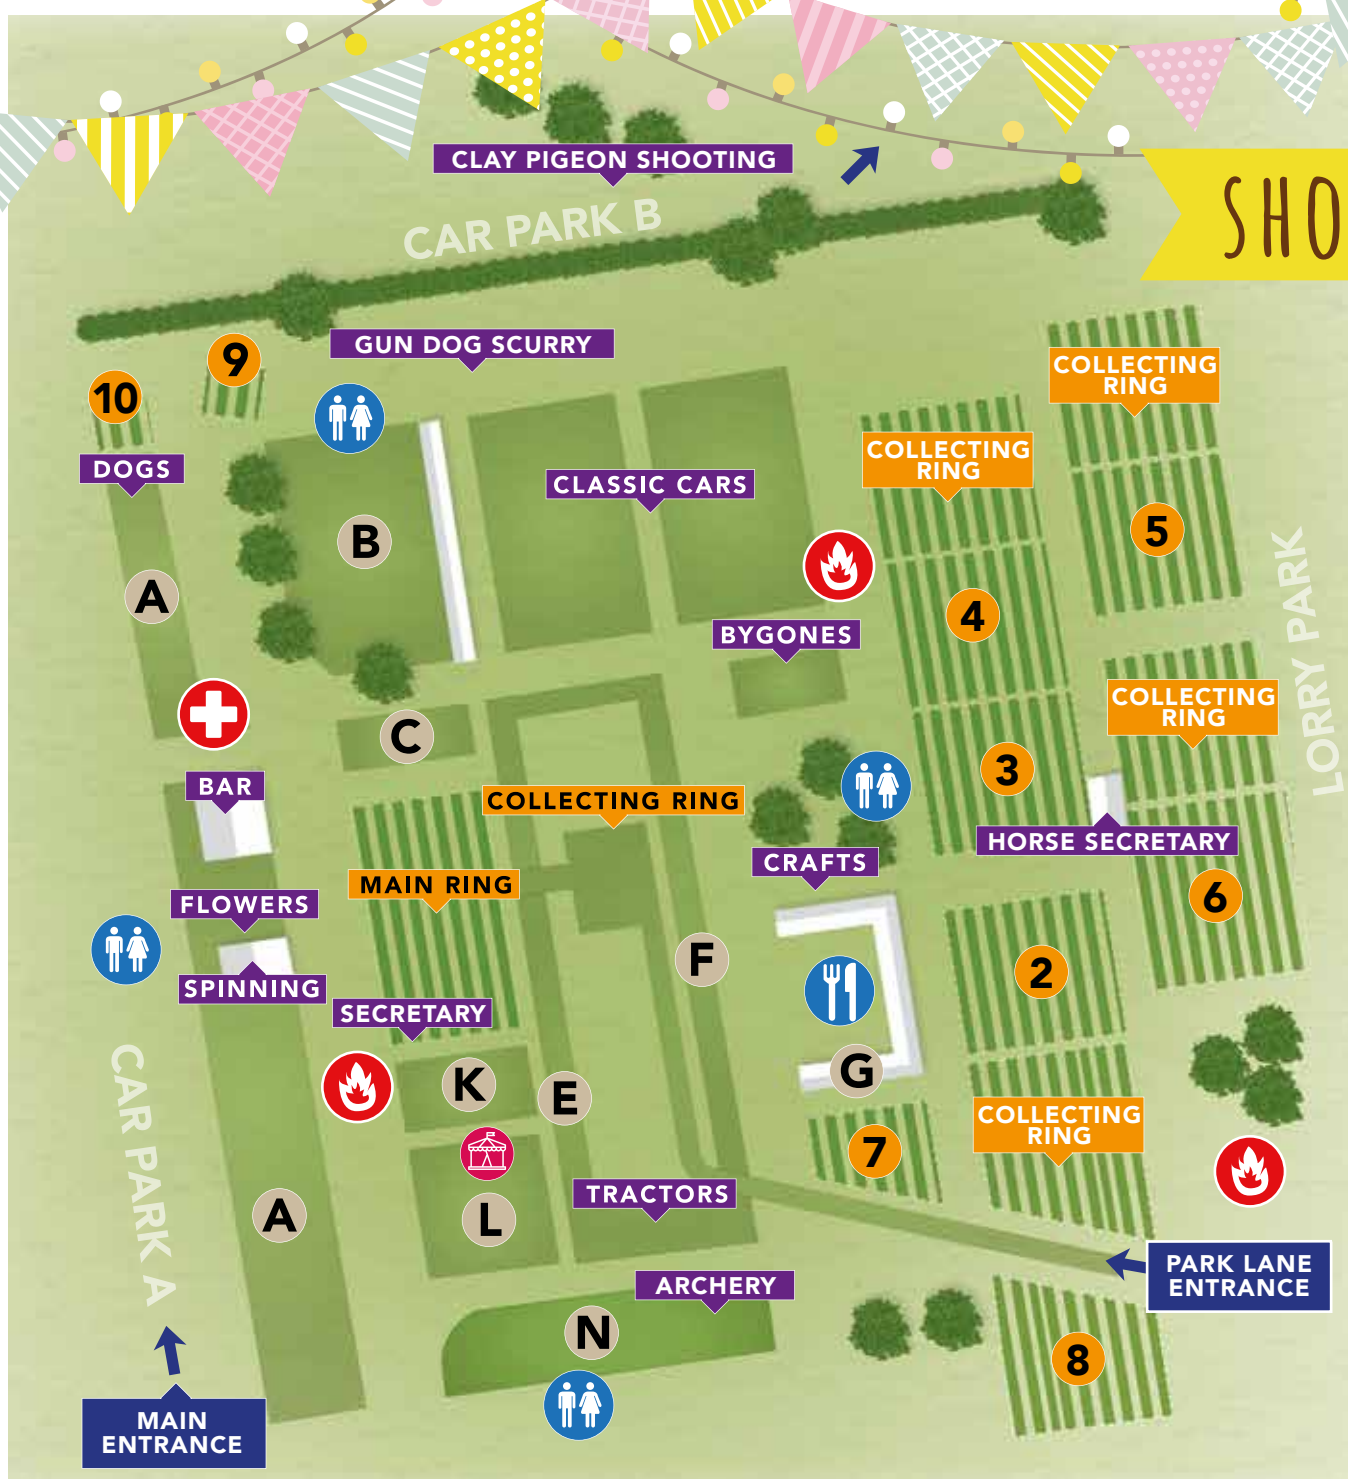 CLAY PIGEON SHOOTING
CAR PARK B
SHO
GUN DOG SCURRY
9
10
COLLECTING
RING
COLLECTING
RING
DOGS
CLASSIC CARS
B
5
A
4
BYGONES
LORRY PARK
COLLECTING
RING
C
3
BAR
COLLECTING RING
HORSE SECRETARY
CRAFTS
MAIN RING
6
FLOWERS
F
2
SPINNING
SECRETARY
G
K
E
COLLECTING
RING
7
CAR PARK A
TRACTORS
A
L
PARK LANE
ENTRANCE
ARCHERY
N
8
MAIN
ENTRANCE